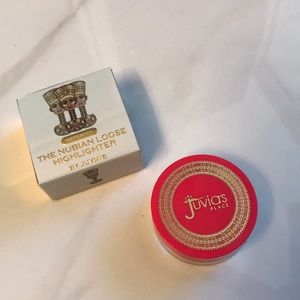 THE NUBIAN LOOSE
HIGHLIGHTER
BY JUVIA'S
Juvia's
PLACE